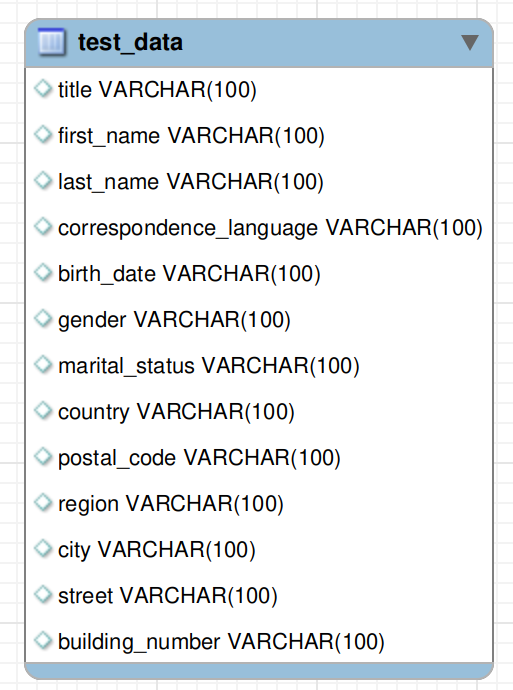 test_data
title VARCHAR(100)
first_name VARCHAR(100)
last_name VARCHAR(100)
correspondence_language VARCHAR(100)
birth_date VARCHAR(100)
gender VARCHAR(100)
marital_status VARCHAR(100)
country VARCHAR(100)
postal_code VARCHAR(100)
region VARCHAR(100)
city VARCHAR(100)
street VARCHAR(100)
building_number VARCHAR(100)